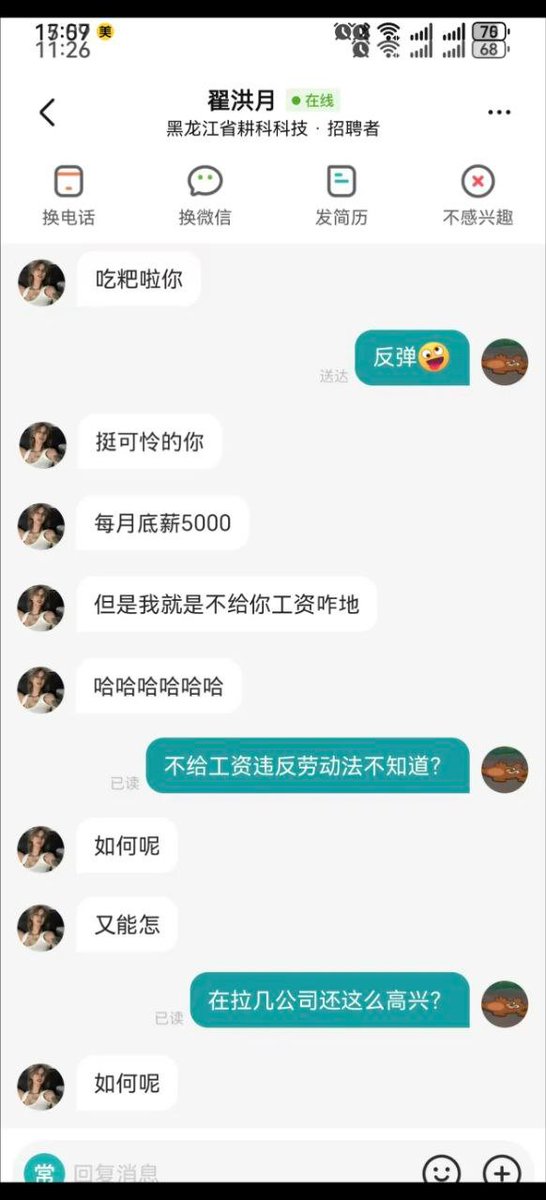 11:26
76
68
翟洪月
在线
黑龙江省耕科科技 · 招聘者
换电话
换微信
发简历
不感兴趣
吃粑啦你
反弹🤪
送达
挺可怜的你
每月底薪5000
但是我就是不给你工资咋地
哈哈哈哈哈哈
不给工资违反劳动法不知道？
已读
如何呢
又能怎
在拉几公司还这么高兴？
已读
如何呢
常
回复消息